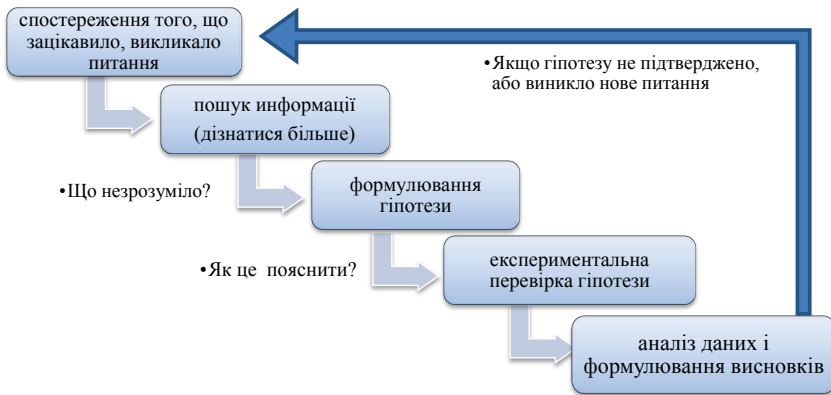 спостереження того, що
зацікавило, викликало
питання
•Якщо гіпотезу не підтверджено,
або виникло нове питання
пошук информації
(дізнатися більше)
•Що незрозуміло?
формулювання
гіпотези
•Як це пояснити?
експериментальна
перевірка гіпотези
аналіз даних і
формулювання висновків